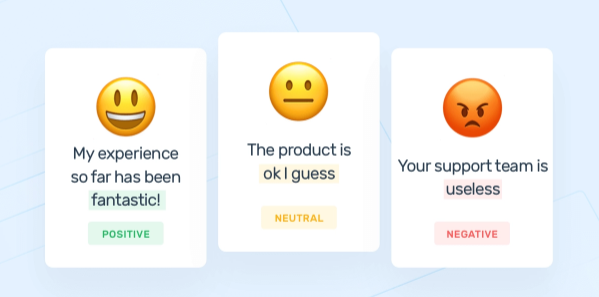 My experience
so far has been
fantastic!
POSITIVE
The product is
ok I guess
NEUTRAL
Your support team is
useless
NEGATIVE